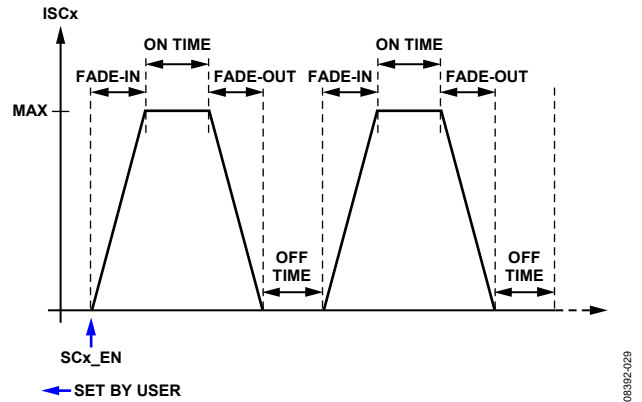 ISCx
ON TIME
ON TIME
FADE-IN
FADE-OUT
FADE-IN
FADE-OUT
MAX
OFF
TIME
OFF
TIME
SCx_EN
SET BY USER
08392-029